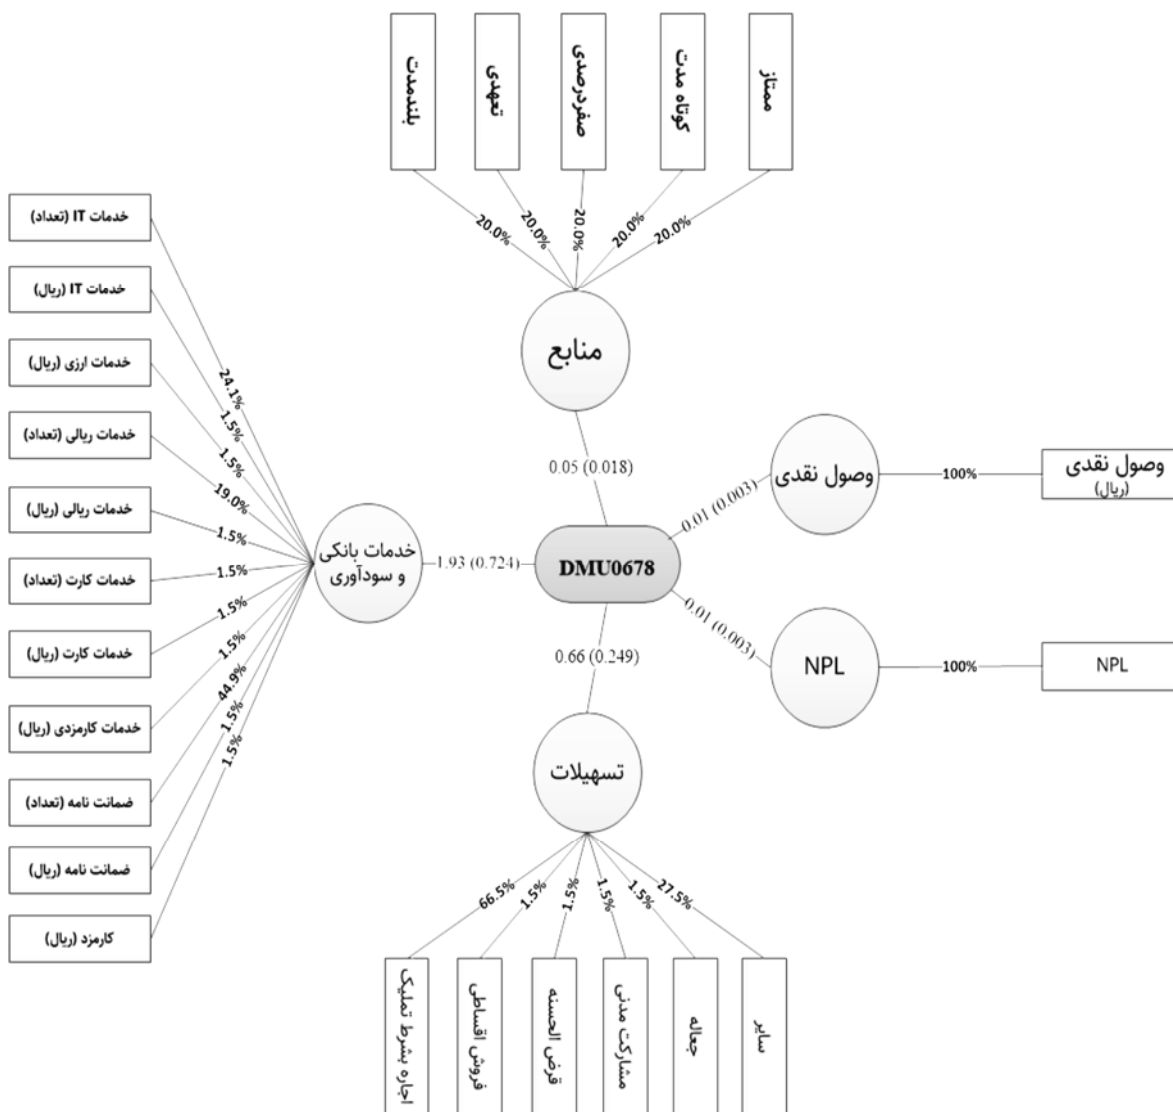 بلندمدت
تعهدی
صفردرصدی
کوتاه مدت
ممتاز
20.0%
20.0%
20.0%
20.0%
20.0%
منابع
0.05 (0.018)
خدمات IT (تعداد)
خدمات IT (ریال)
خدمات ارزی (ریال)
خدمات ریالی (تعداد)
خدمات ریالی (ریال)
خدمات کارت (تعداد)
خدمات کارت (ریال)
خدمات کارمزدی (ریال)
ضمانت نامه (تعداد)
ضمانت نامه (ریال)
کارمزد (ریال)
24.1%
1.5%
1.5%
19.0%
1.5%
1.5%
1.5%
1.5%
44.9%
1.5%
1.5%
خدمات بانکی
و سودآوری
1.93 (0.724)
DMU0678
0.01 (0.003)
وصول نقدی
100%
وصول نقدی
(ریال)
0.01 (0.003)
NPL
100%
NPL
0.66 (0.249)
تسهیلات
66.5%
1.5%
1.5%
1.5%
1.5%
27.5%
اجاره بشرط تملیک
فروش اقساطی
قرض الحسنه
مشارکت مدنی
جعاله
سایر